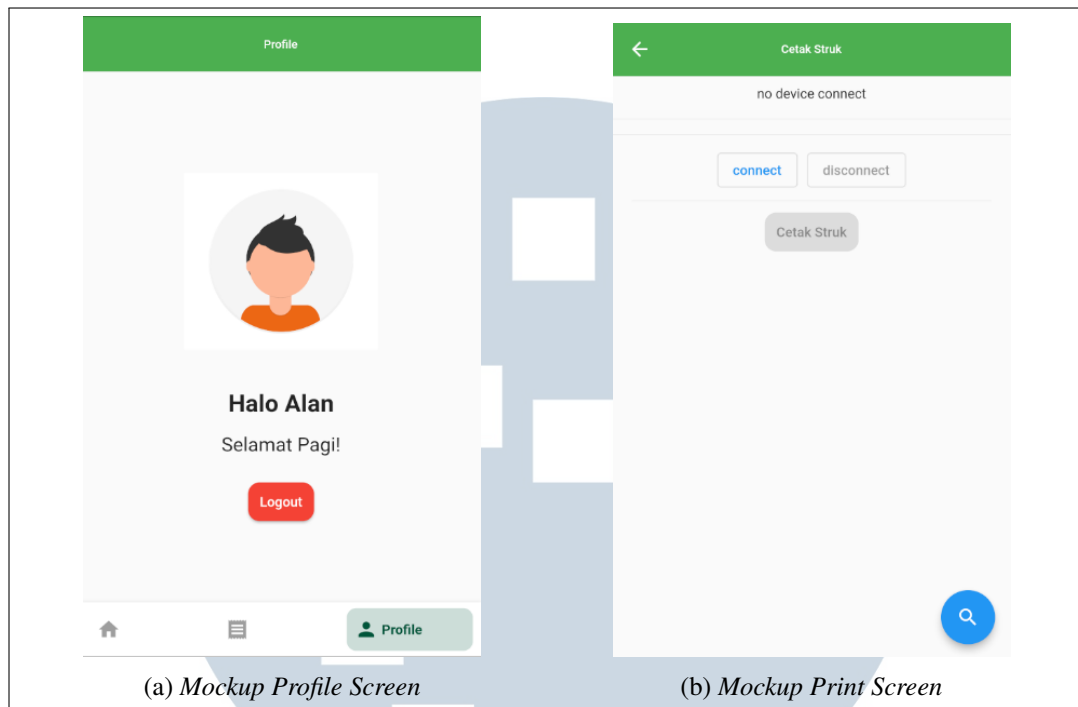 Profile
Halo Alan
Selamat Pagi!
Logout
Profile
(a) Mockup Profile Screen
Cetak Struk
no device connect
connect disconnect
Cetak Struk
(b) Mockup Print Screen